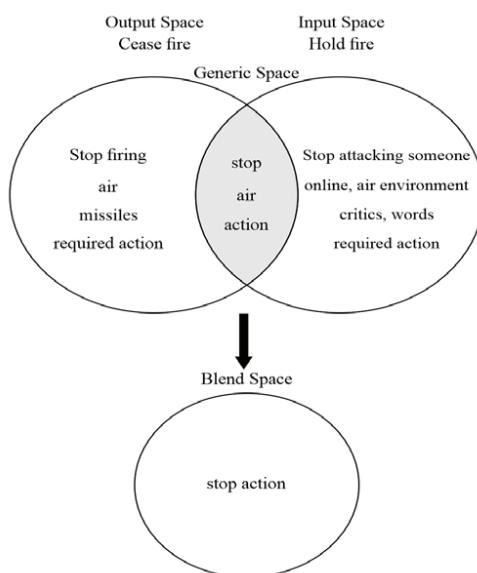 Output Space
Cease fire
Input Space
Hold fire
Generic Space
Stop firing
air
missiles
required action
stop
air
action
Stop attacking someone
online, air environment
critics, words
required action
Blend Space
stop action